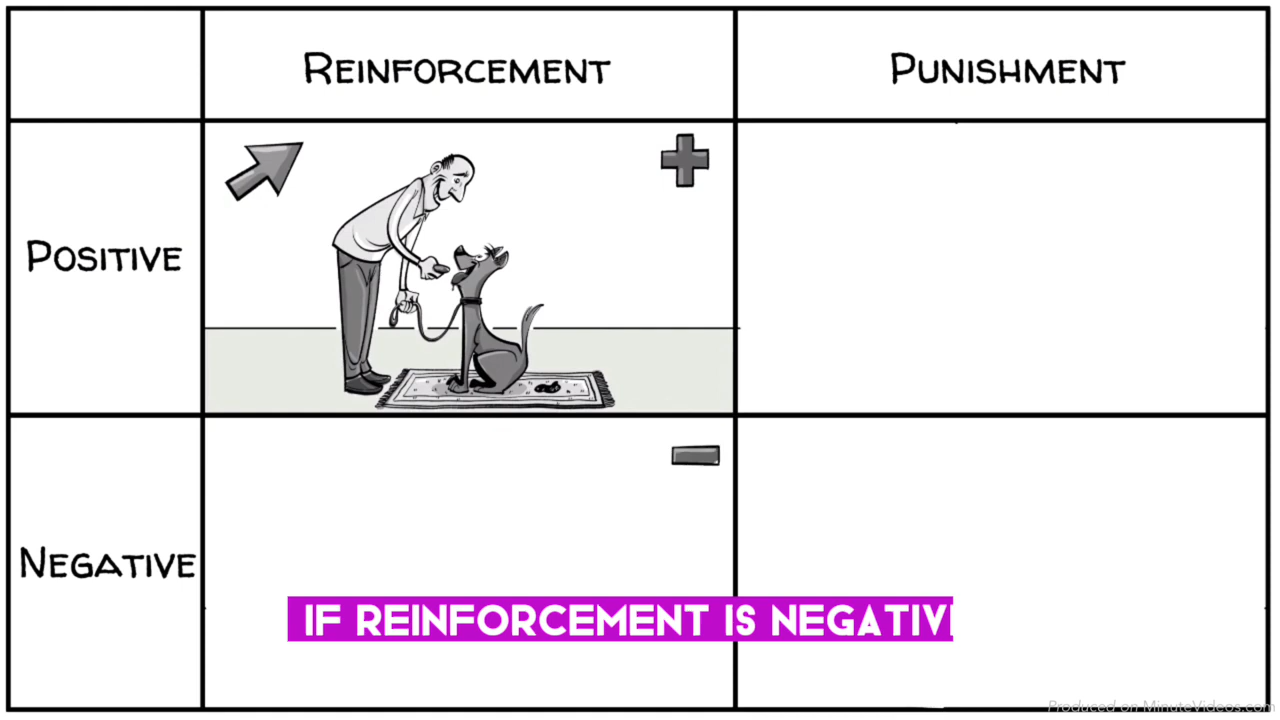 Reinforcement
Punishment
Positive
Negative
IF REINFORCEMENT IS NEGATIV
Produced on MinuteVideos.com